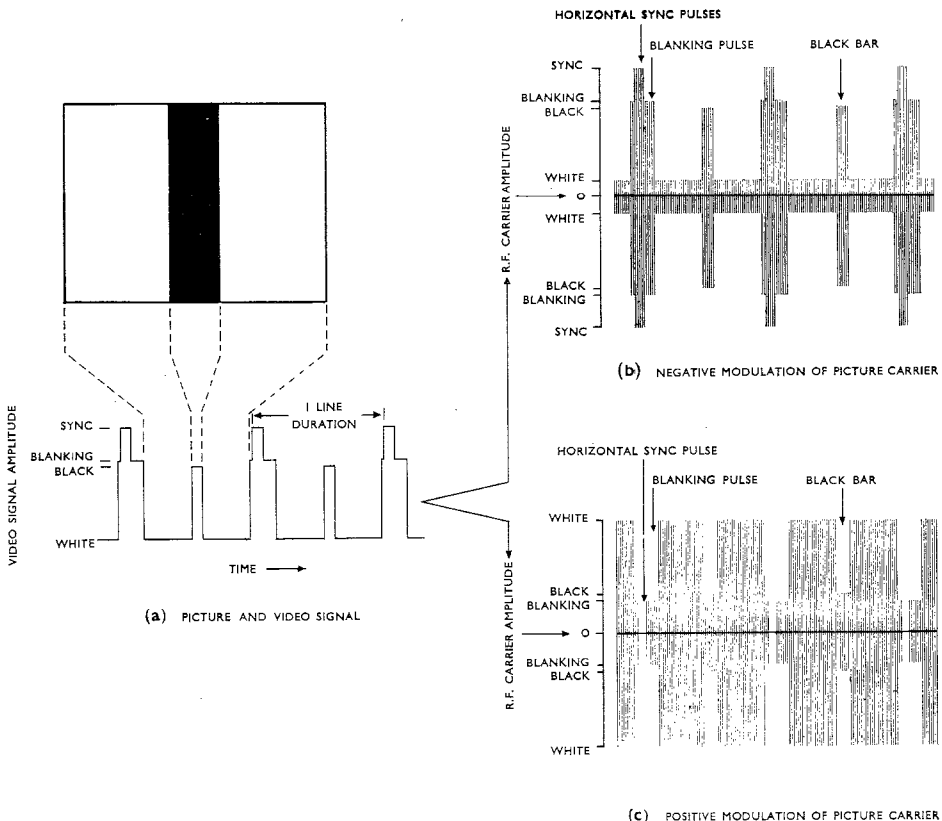 HORIZONTAL SYNC PULSES
BLANKING PULSE
BLACK BAR
SYNC
BLANKING
BLACK
WHITE
O
WHITE
BLACK
BLANKING
SYNC
R.F. CARRIER AMPLITUDE
(b) NEGATIVE MODULATION OF PICTURE CARRIER
VIDEO SIGNAL AMPLITUDE
SYNC
BLANKING
BLACK
WHITE
1 LINE
DURATION
TIME
(a) PICTURE AND VIDEO SIGNAL
HORIZONTAL SYNC PULSE
BLANKING PULSE
BLACK BAR
WHITE
BLACK
BLANKING
O
BLANKING
BLACK
WHITE
R.F. CARRIER AMPLITUDE
(c) POSITIVE MODULATION OF PICTURE CARRIER